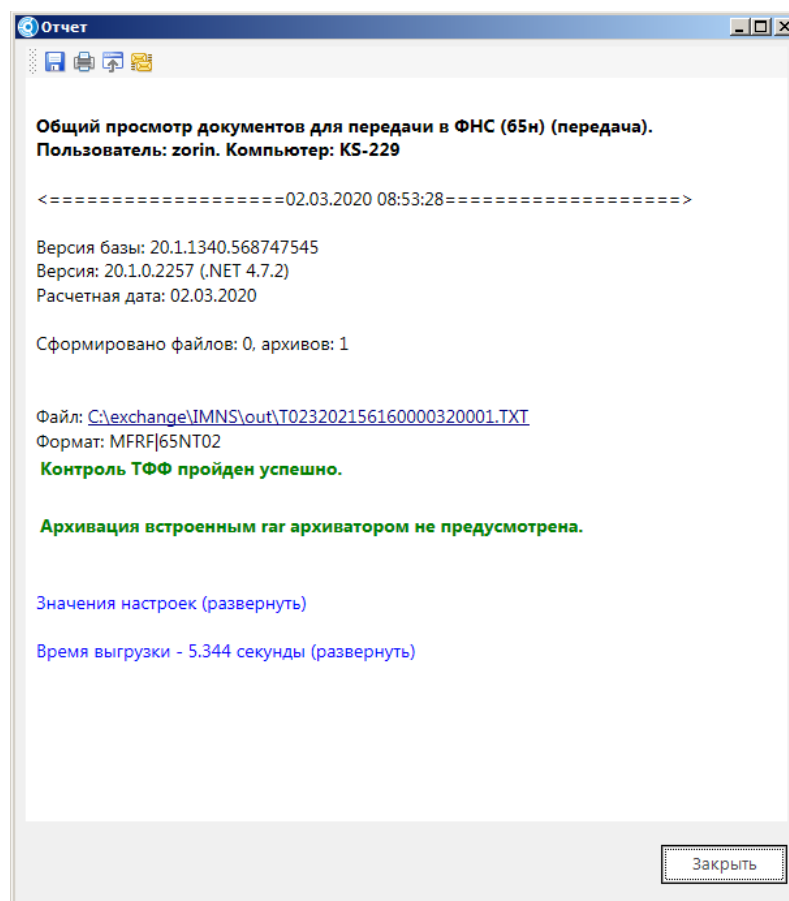 Отчет
Общий просмотр документов для передачи в ФНС (65н) (передача).
Пользователь: zorin. Компьютер: KS-229
<===================02.03.2020 08:53:28===================>
Версия базы: 20.1.1340.568747545
Версия: 20.1.0.2257 (.NET 4.7.2)
Расчетная дата: 02.03.2020
Сформировано файлов: 0, архивов: 1
Файл: C:\exchange\IMNS\out\T023202156160000320001.TXT
Формат: MFRF|65NT02
Контроль ТФФ пройден успешно.
Архивация встроенным rar архиватором не предусмотрена.
Значения настроек (развернуть)
Время выгрузки - 5.344 секунды (развернуть)
Закрыть